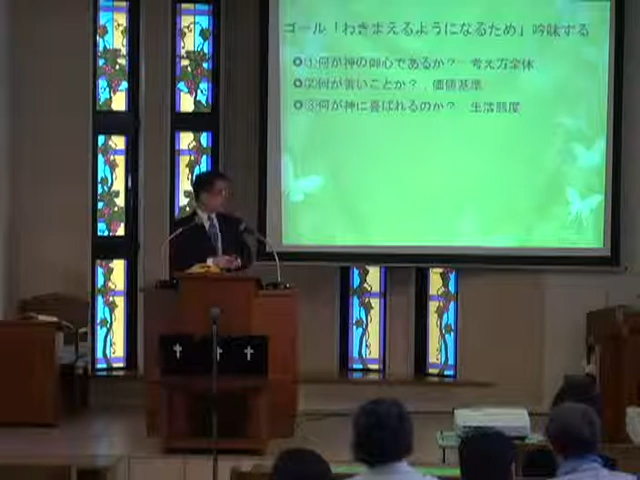 ゴール「わきまえるようになるため」吟味する
①何が神の御心であるか？ 考え方全体
②何が善いことか？ 価値基準
③何が神に喜ばれるのか？ 生活態度